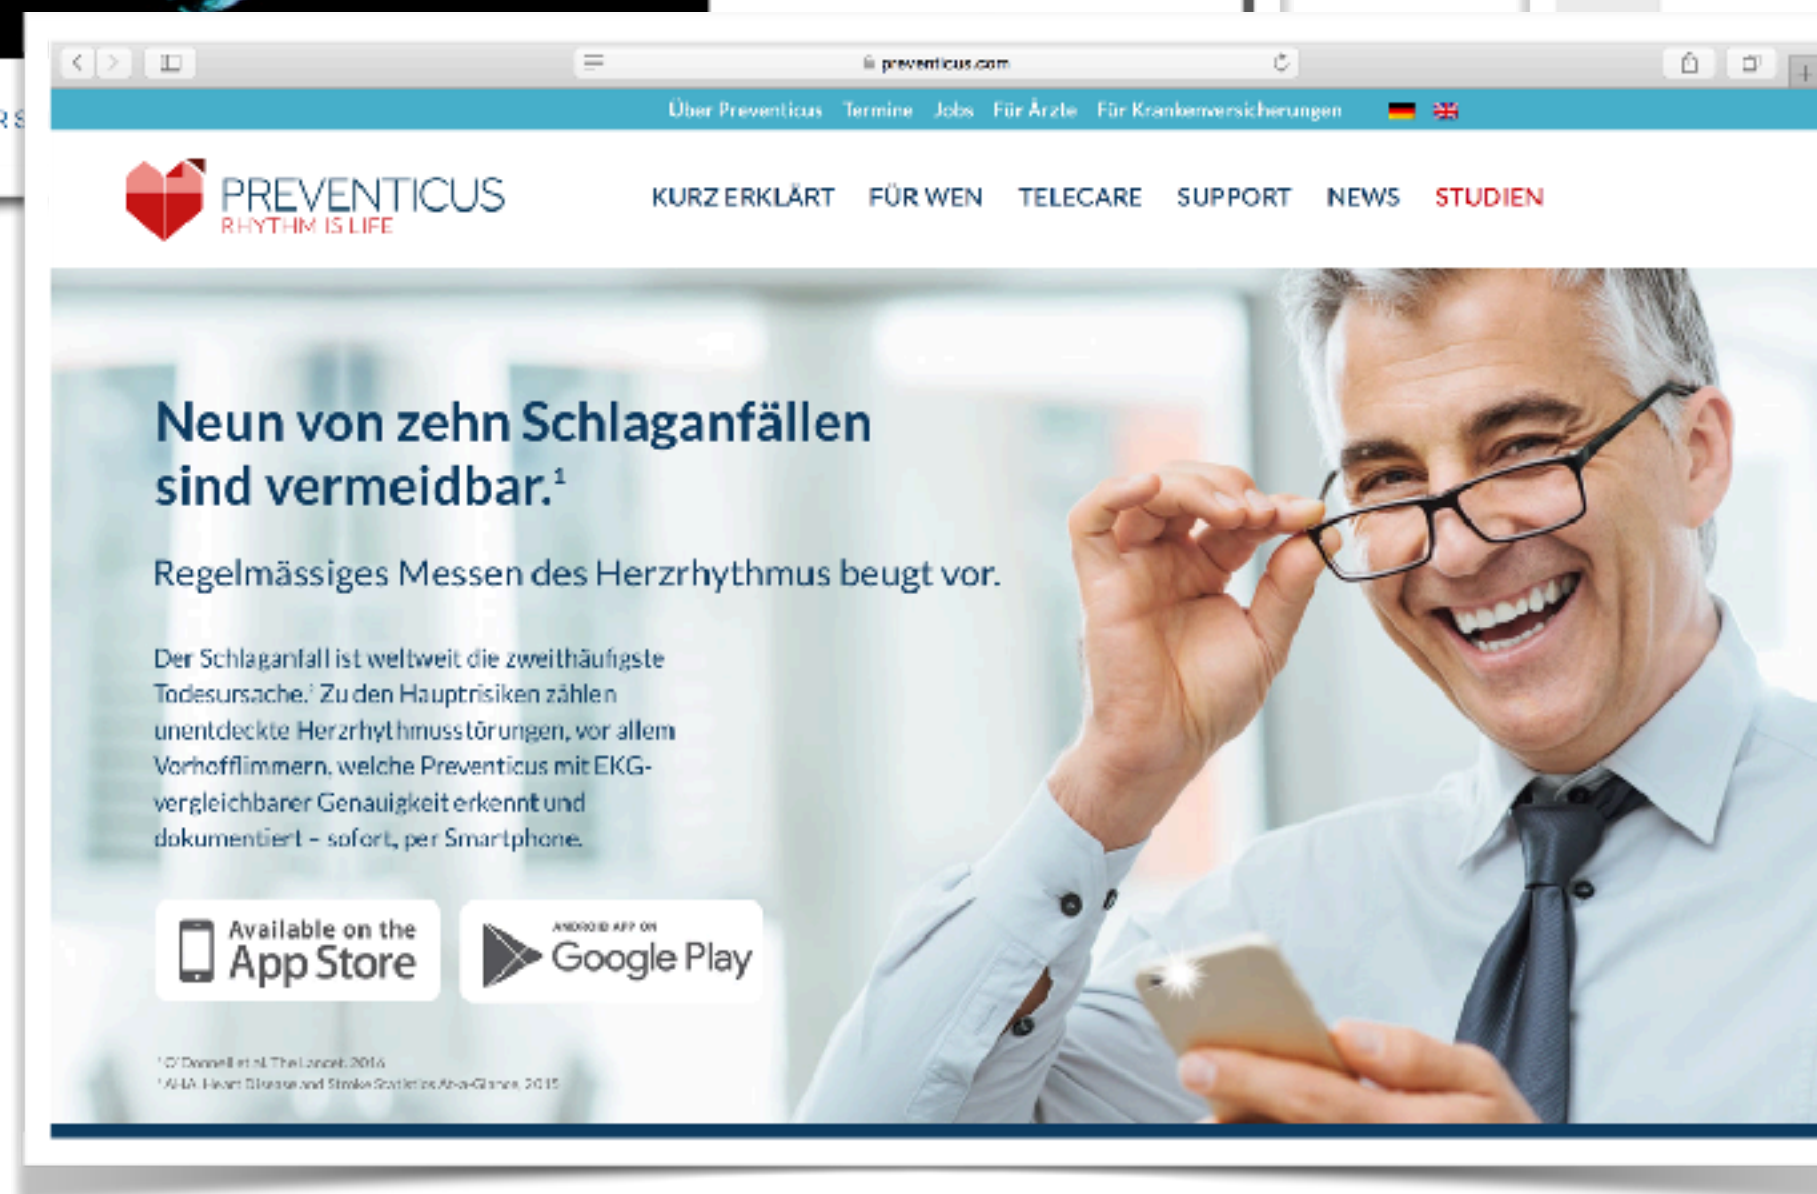 R S
preventicus.com
Über Preventicus Termine Jobs Für Ärzte Für Krankenversicherungen
PREVENTICUS
RHYTHM IS LIFE
KURZ ERKLÄRT FÜR WEN TELECARE SUPPORT NEWS STUDIEN
Neun von zehn Schlaganfällen
sind vermeidbar.¹
Regelmässiges Messen des Herzrhythmus beugt vor.
Der Schlaganfall ist weltweit die zweithäufigste
Todesursache.² Zu den Hauptrisiken zählen
unentdeckte Herzrhythmusstörungen, vor allem
Vorhofflimmern, welche Preventicus mit EKG-
vergleichbarer Genauigkeit erkennt und
dokumentiert – sofort, per Smartphone.
Available on the
App Store
ANDROID APP ON
Google Play
¹ O'Donnell et al. The Lancet. 2016
² AHA. Heart Disease and Stroke Statistics At-a-Glance, 2015